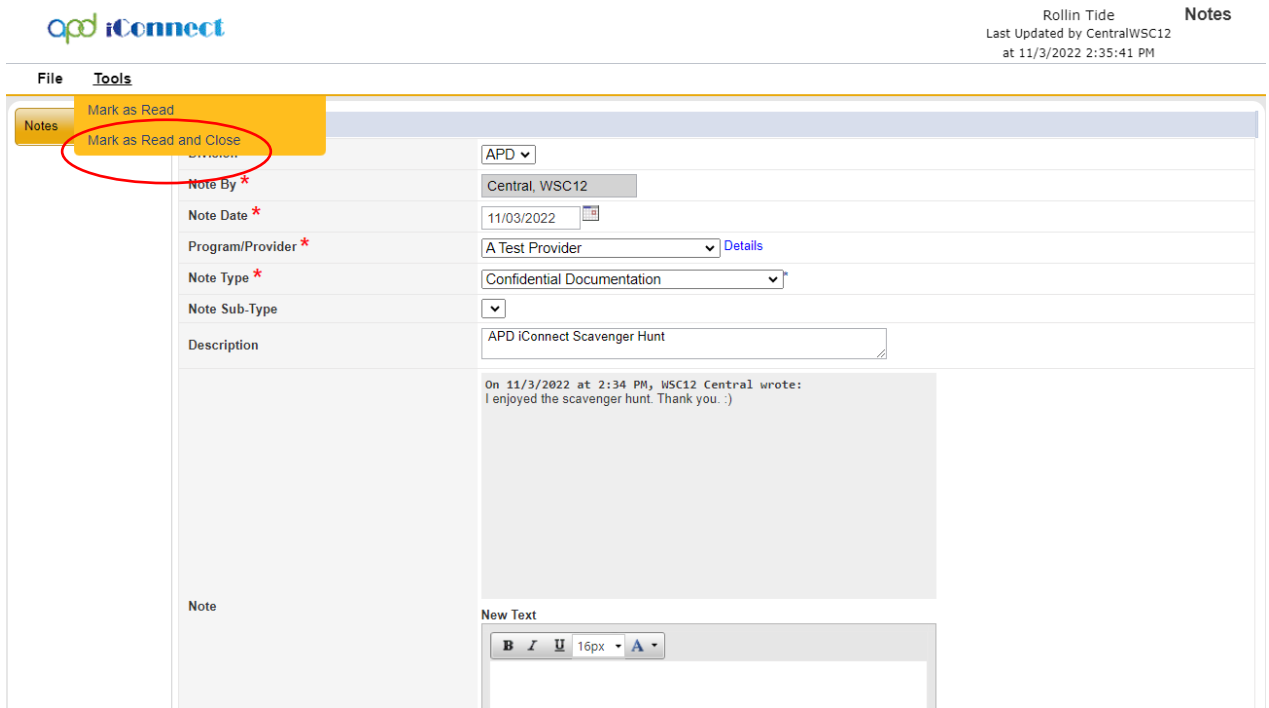 apd iConnect
Rollin Tide
Last Updated by CentralWSC12
at 11/3/2022 2:35:41 PM
Notes
File Tools
Mark as Read
Mark as Read and Close
Notes
Division APD
Note By * Central, WSC12
Note Date * 11/03/2022
Program/Provider * A Test Provider Details
Note Type * Confidential Documentation *
Note Sub-Type
Description APD iConnect Scavenger Hunt
On 11/3/2022 at 2:34 PM, WSC12 Central wrote:
I enjoyed the scavenger hunt. Thank you. :)
Note
New Text
B I U 16px A